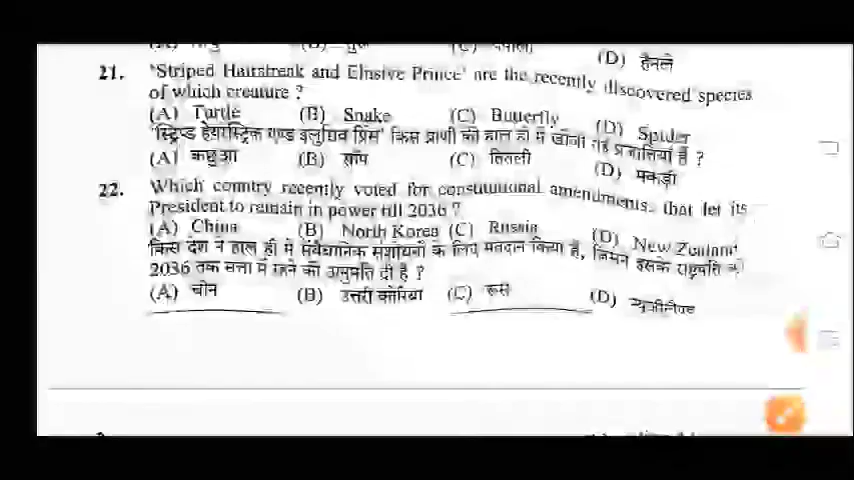 (D) हैनले
21. 'Striped Hairstreak and Elusive Prince' are the recently discovered species
of which creature ?
(A) Turtle (B) Snake (C) Butterfly (D) Spider
'स्ट्रिप्ड हेयरस्ट्रिक एण्ड इलुसिव प्रिंस' किस प्राणी की हाल ही में खोजी गई प्रजातियां हैं ?
(A) कछुआ (B) साँप (C) तितली (D) मकड़ी
22. Which country recently voted for constitutional amendments, that let its
President to remain in power till 2036 ?
(A) China (B) North Korea (C) Russia (D) New Zealand
किस देश ने हाल ही में संवैधानिक संशोधनों के लिए मतदान किया है, जिसने इसके राष्ट्रपति को
2036 तक सत्ता में रहने की अनुमति दी है ?
(A) चीन (B) उत्तरी कोरिया (C) रूस (D) न्यूजीलैण्ड